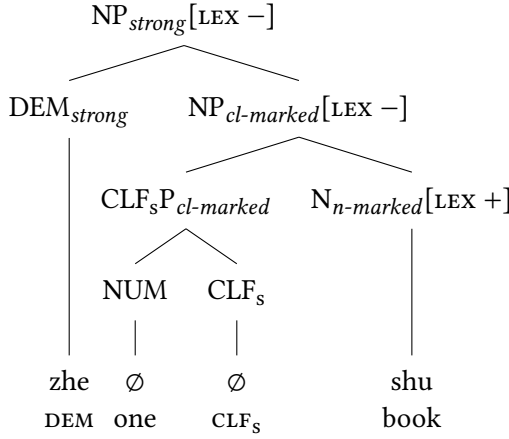 NP_strong[LEX −]
DEM_strong NP_cl-marked[LEX −]
CLF_sP_cl-marked N_n-marked[LEX +]
NUM CLF_s
zhe ∅ ∅ shu
DEM one CLF_s book